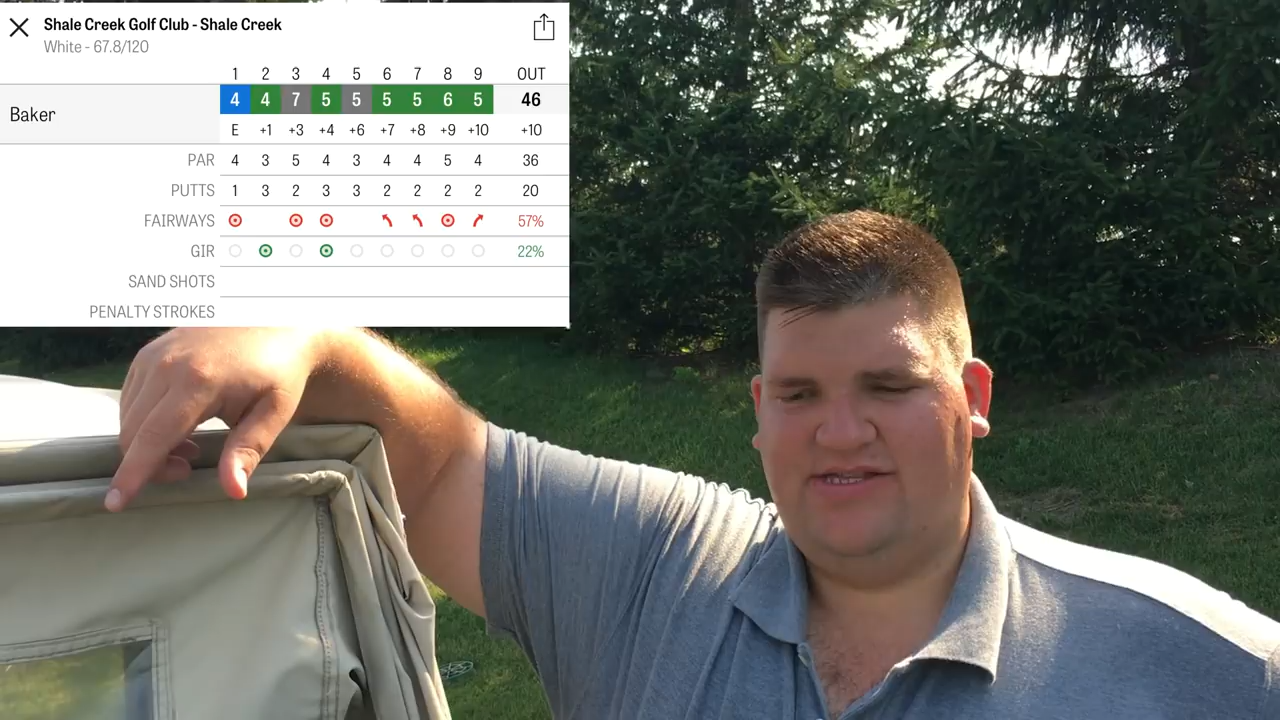 Shale Creek Golf Club - Shale Creek
White - 67.8/120
1 2 3 4 5 6 7 8 9 OUT
Baker 4 4 7 5 5 5 5 6 5 46
E +1 +3 +4 +6 +7 +8 +9 +10 +10
PAR 4 3 5 4 3 4 4 5 4 36
PUTTS 1 3 2 3 3 2 2 2 2 20
FAIRWAYS 57%
GIR 22%
SAND SHOTS
PENALTY STROKES